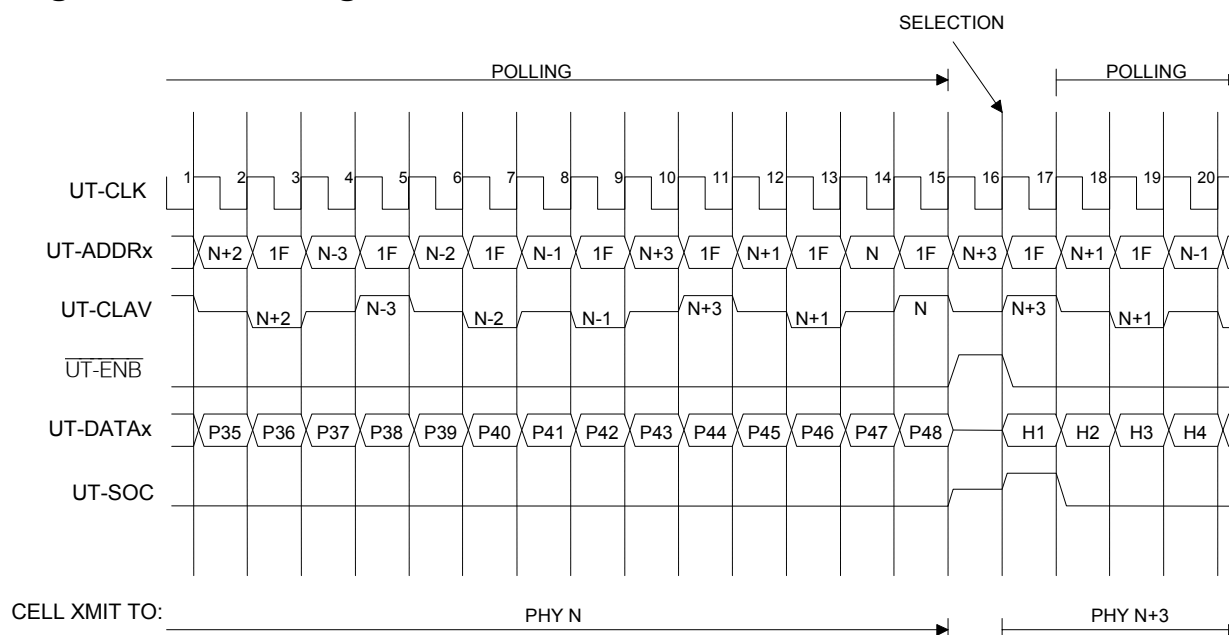 SELECTION
POLLING POLLING
UT-CLK 1 2 3 4 5 6 7 8 9 10 11 12 13 14 15 16 17 18 19 20
UT-ADDRx N+2 1F N-3 1F N-2 1F N-1 1F N+3 1F N+1 1F N 1F N+3 1F N+1 1F N-1
UT-CLAV N+2 N-3 N-2 N-1 N+3 N+1 N N+3 N+1
UT-ENB
UT-DATAx P35 P36 P37 P38 P39 P40 P41 P42 P43 P44 P45 P46 P47 P48 H1 H2 H3 H4
UT-SOC
CELL XMIT TO: PHY N PHY N+3